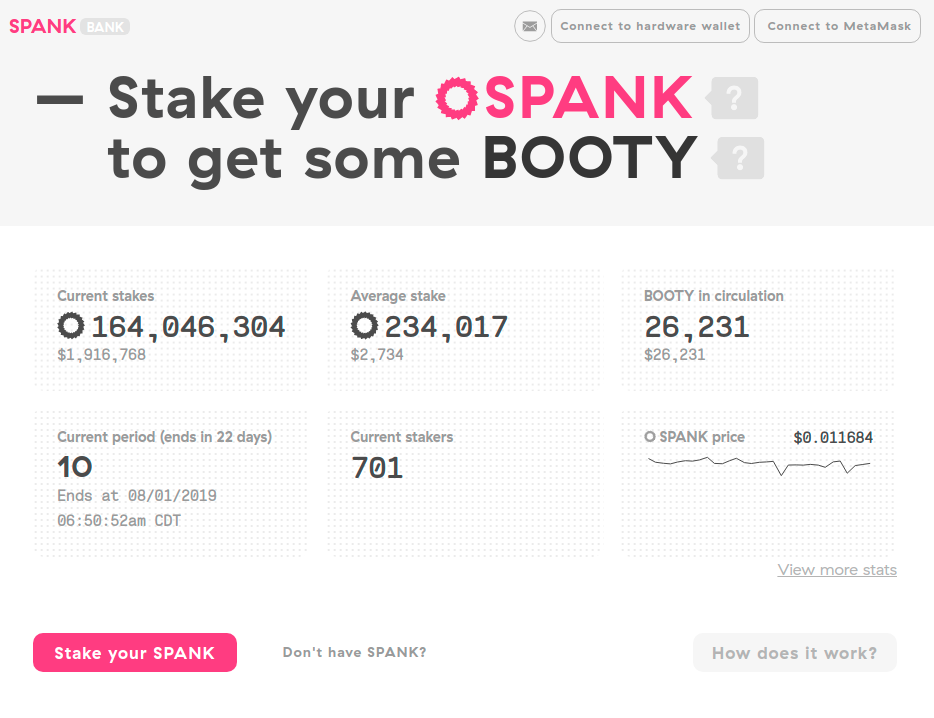 SPANK BANK
Connect to hardware wallet
Connect to MetaMask
— Stake your SPANK ?
to get some BOOTY ?
Current stakes
164,046,304
$1,916,768
Average stake
234,017
$2,734
BOOTY in circulation
26,231
$26,231
Current period (ends in 22 days)
10
Ends at 08/01/2019
06:50:52am CDT
Current stakers
701
O SPANK price
$0.011684
View more stats
Stake your SPANK
Don't have SPANK?
How does it work?